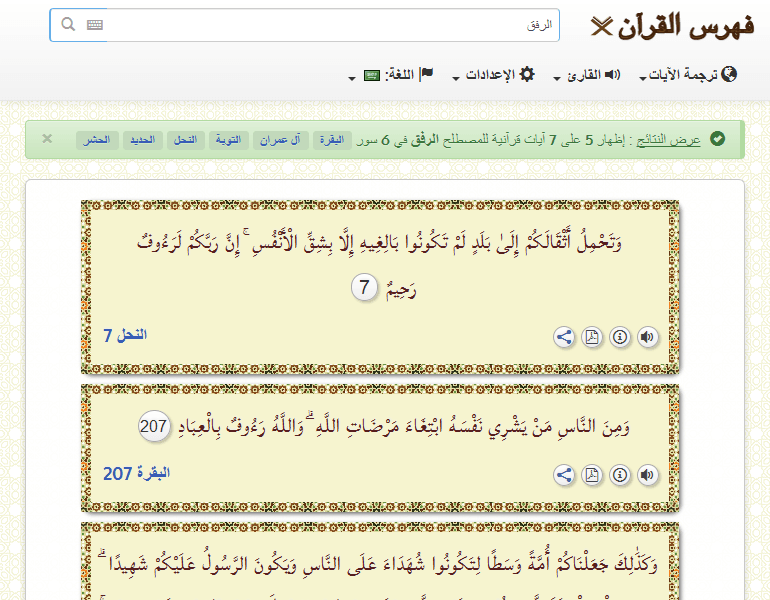 فهرس القرآن
الرفق
ترجمة الآيات
القارئ
الإعدادات
اللغة:
عرض النتائج : إظهار 5 على 7 آيات قرآنية للمصطلح الرفق في 6 سور البقرة آل عمران التوبة النحل الحديد الحشر ×
وَتَحْمِلُ أَثْقَالَكُمْ إِلَىٰ بَلَدٍ لَمْ تَكُونُوا بَالِغِيهِ إِلَّا بِشِقِّ الْأَنْفُسِ ۚ إِنَّ رَبَّكُمْ لَرَءُوفٌ
رَحِيمٌ 7
النحل 7
وَمِنَ النَّاسِ مَنْ يَشْرِي نَفْسَهُ ابْتِغَاءَ مَرْضَاتِ اللَّهِ ۗ وَاللَّهُ رَءُوفٌ بِالْعِبَادِ 207
البقرة 207
وَكَذَٰلِكَ جَعَلْنَاكُمْ أُمَّةً وَسَطًا لِتَكُونُوا شُهَدَاءَ عَلَى النَّاسِ وَيَكُونَ الرَّسُولُ عَلَيْكُمْ شَهِيدًا ۗ